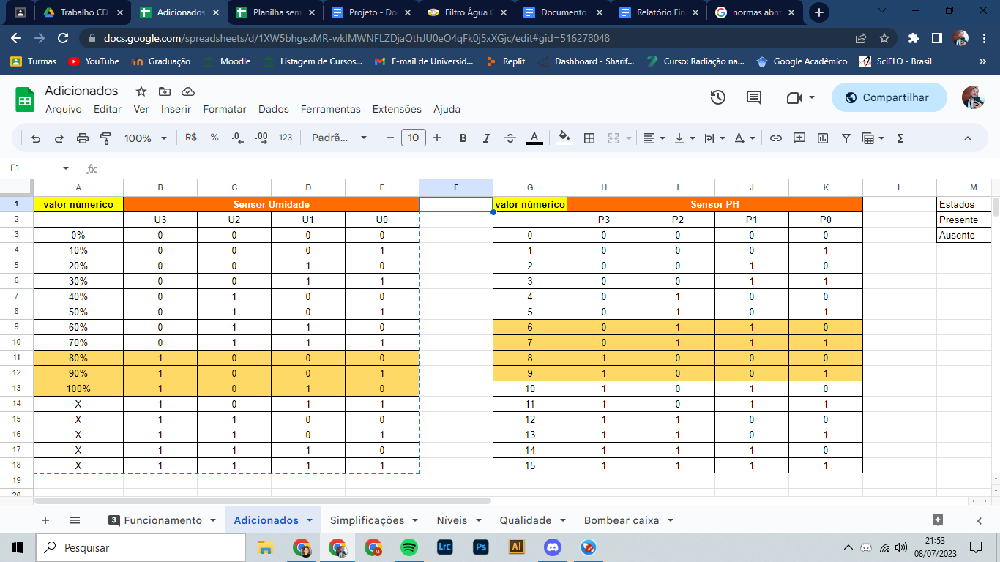 Trabalho CD
Adicionados
Planilha sem
Projeto - Do
Filtro Água
Documento
Relatório Fin
normas abnt
docs.google.com/spreadsheets/d/1XW5bhgexMR-wkIMWNFLZDjaQthJU0eO4qFk0j5xXGjc/edit#gid=516278048
Turmas YouTube Graduação Moodle Listagem de Cursos... E-mail de Universid... Replit Dashboard - Sharif... Curso: Radiação na... Google Acadêmico SciELO - Brasil »
Adicionados
Arquivo Editar Ver Inserir Formatar Dados Ferramentas Extensões Ajuda
Compartilhar
100% R$ % .0 .00 123 Padrã... 10 B I A Σ
F1 fx
A B C D E F G H I J K L M
1 valor númerico Sensor Umidade valor númerico Sensor PH Estados
2 U3 U2 U1 U0 P3 P2 P1 P0 Presente
3 0% 0 0 0 0 0 0 0 0 0 Ausente
4 10% 0 0 0 1 1 0 0 0 1
5 20% 0 0 1 0 2 0 0 1 0
6 30% 0 0 1 1 3 0 0 1 1
7 40% 0 1 0 0 4 0 1 0 0
8 50% 0 1 0 1 5 0 1 0 1
9 60% 0 1 1 0 6 0 1 1 0
10 70% 0 1 1 1 7 0 1 1 1
11 80% 1 0 0 0 8 1 0 0 0
12 90% 1 0 0 1 9 1 0 0 1
13 100% 1 0 1 0 10 1 0 1 0
14 X 1 0 1 1 11 1 0 1 1
15 X 1 1 0 0 12 1 1 0 0
16 X 1 1 0 1 13 1 1 0 1
17 X 1 1 1 0 14 1 1 1 0
18 X 1 1 1 1 15 1 1 1 1
19
20
3 Funcionamento Adicionados Simplificações Níveis Qualidade Bombear caixa
Pesquisar
LrC Ps Ai
21:53
08/07/2023